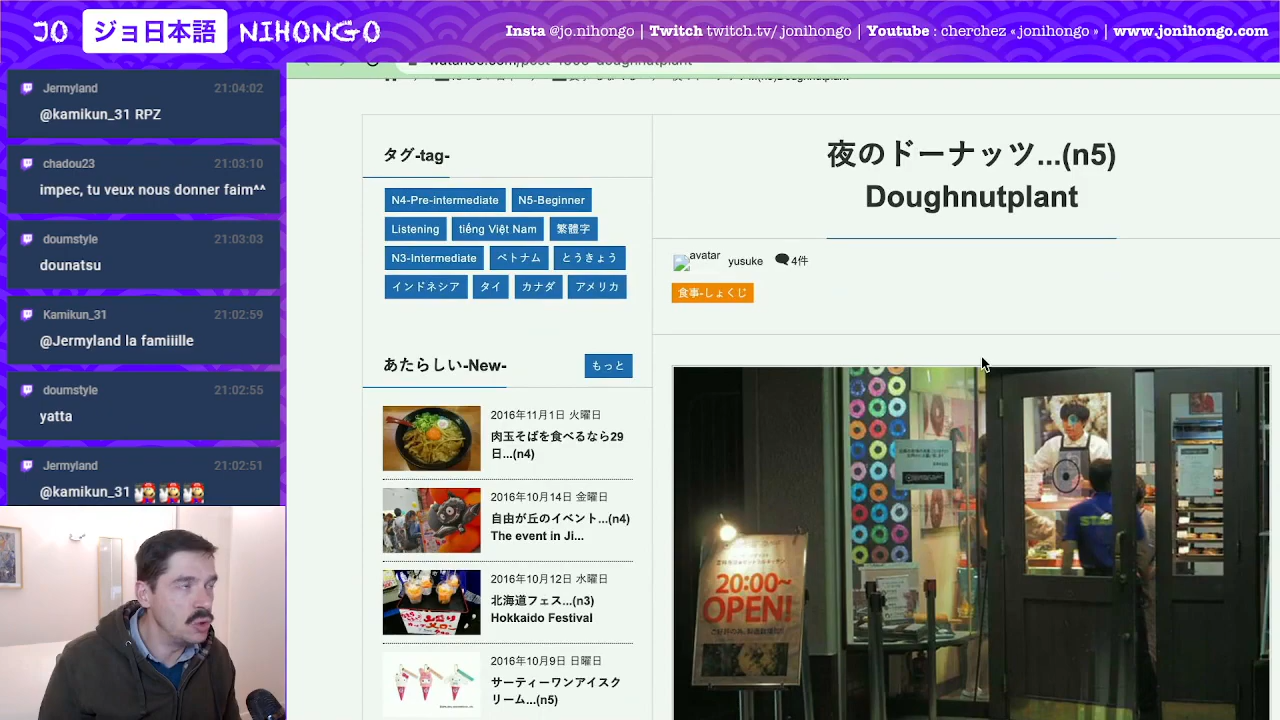 JO ジョ日本語 NIHONGO
Insta @jo.nihongo | Twitch twitch.tv/ jonihongo | Youtube : cherchez « jonihongo » | www.jonihongo.com
Jermyland 21:04:02
@kamikun_31 RPZ
chadou23 21:03:10
impec, tu veux nous donner faim^^
doumstyle 21:03:03
dounatsu
Kamikun_31 21:02:59
@Jermyland la famiiille
doumstyle 21:02:55
yatta
Jermyland 21:02:51
@kamikun_31
タグ-tag-
N4-Pre-intermediate N5-Beginner
Listening tiếng Việt Nam 繁體字
N3-Intermediate ベトナム とうきょう
インドネシア タイ カナダ アメリカ
あたらしい-New- もっと
2016年11月1日 火曜日
肉玉そばを食べるなら29
日...(n4)
2016年10月14日 金曜日
自由が丘のイベント...(n4)
The event in Ji...
2016年10月12日 水曜日
北海道フェス...(n3)
Hokkaido Festival
2016年10月9日 日曜日
サーティーワンアイスク
リーム...(n5)
夜のドーナッツ...(n5)
Doughnutplant
avatar yusuke 4件
食事-しょくじ
20:00~
OPEN!